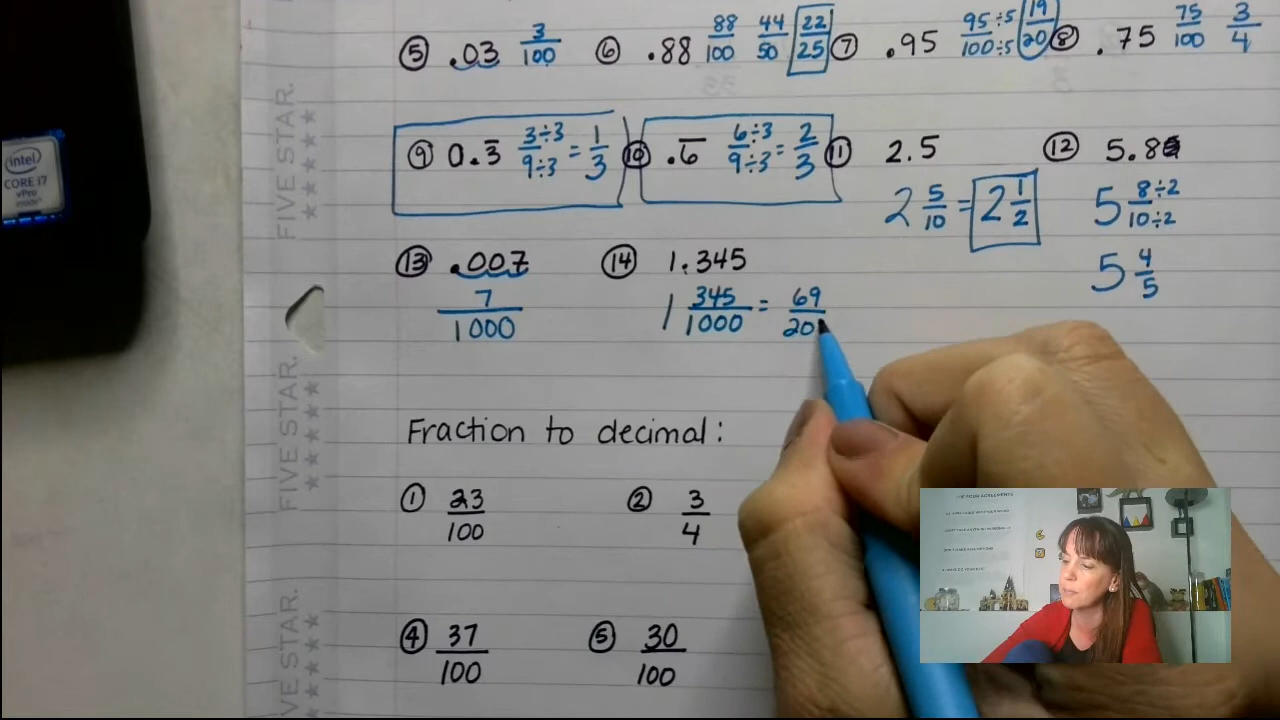 ⑤ .03 3/100 ⑥ .88 88/100 44/50 22/25 ⑦ .95 95÷5/100÷5 19/20 ⑧ .75 75/100 3/4
⑨ 0.3̅ 3÷3/9÷3 = 1/3 ⑩ .6̅ 6÷3/9÷3 = 2/3 ⑪ 2.5 ⑫ 5.8
2 5/10 = 2 1/2 5 8÷2/10÷2
5 4/5
⑬ .007 ⑭ 1.345
7/1000 1 345/1000 = 69/20
Fraction to decimal:
① 23/100 ② 3/4
④ 37/100 ⑤ 30/100
FIVE STAR.
FIVE STAR.
VE STAR.
intel
CORE i7
vPro
inside